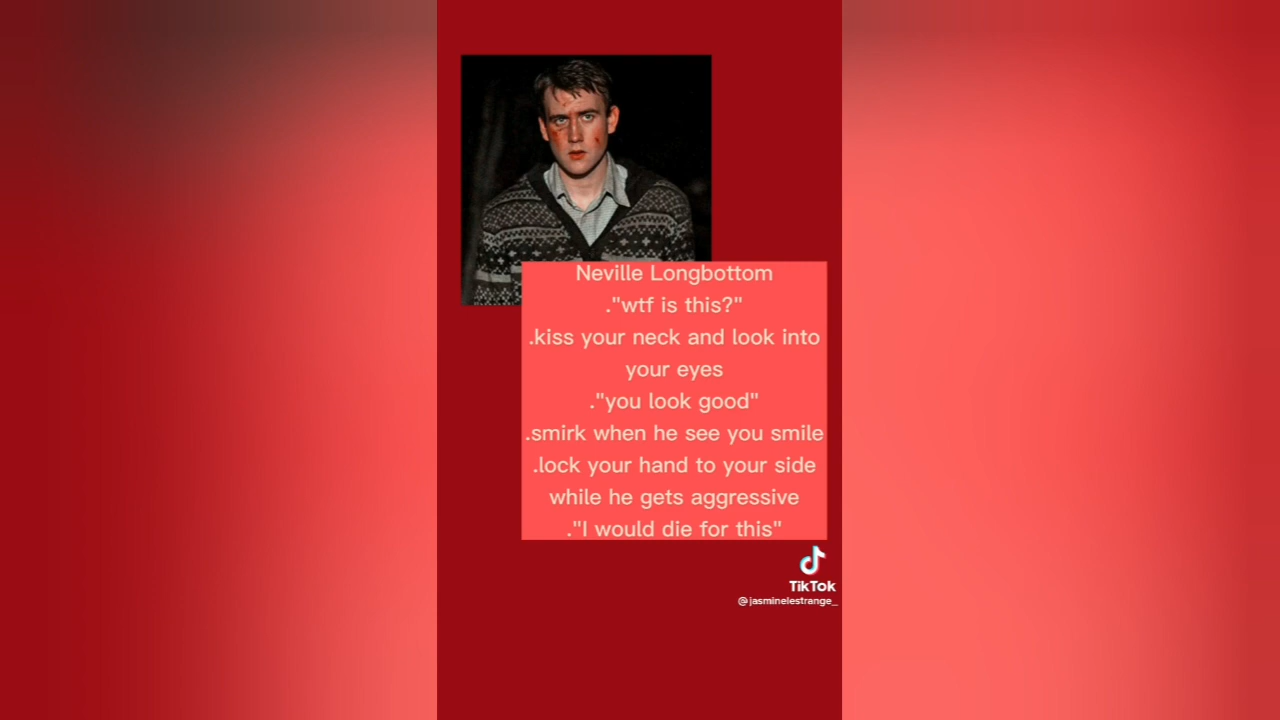 Neville Longbottom
."wtf is this?"
.kiss your neck and look into
your eyes
."you look good"
.smirk when he see you smile
.lock your hand to your side
while he gets aggressive
."I would die for this"
TikTok
@jasminelestrange_